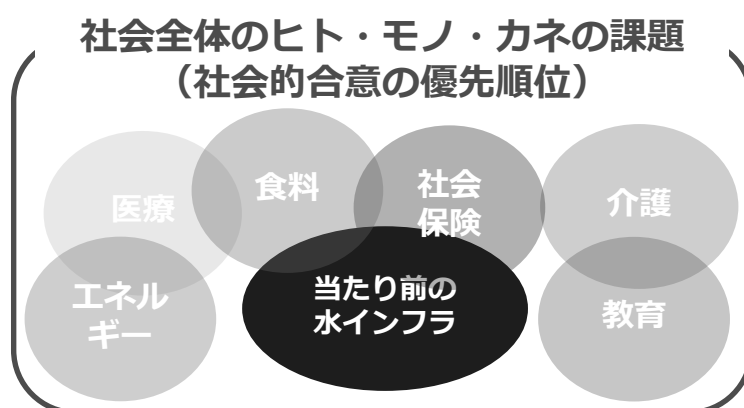 社会全体のヒト・モノ・カネの課題
（社会的合意の優先順位）
医療
食料
社会
保険
介護
エネル
ギー
当たり前の
水インフラ
教育